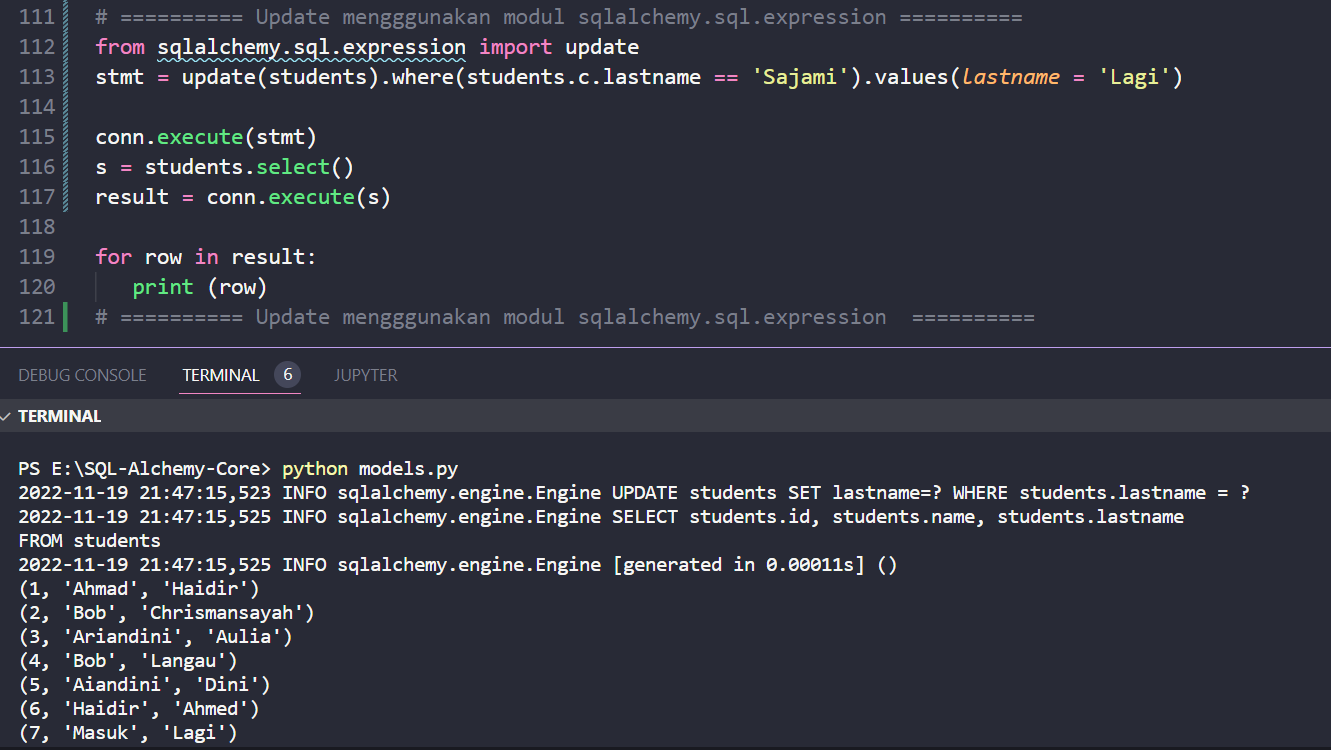 111 # ========== Update mengggunakan modul sqlalchemy.sql.expression ==========
112 from sqlalchemy.sql.expression import update
113 stmt = update(students).where(students.c.lastname == 'Sajami').values(lastname = 'Lagi')
114
115 conn.execute(stmt)
116 s = students.select()
117 result = conn.execute(s)
118
119 for row in result:
120    print (row)
121 # ========== Update mengggunakan modul sqlalchemy.sql.expression  ==========
DEBUG CONSOLE TERMINAL 6 JUPYTER
TERMINAL
PS E:\SQL-Alchemy-Core> python models.py
2022-11-19 21:47:15,523 INFO sqlalchemy.engine.Engine UPDATE students SET lastname=? WHERE students.lastname = ?
2022-11-19 21:47:15,525 INFO sqlalchemy.engine.Engine SELECT students.id, students.name, students.lastname
FROM students
2022-11-19 21:47:15,525 INFO sqlalchemy.engine.Engine [generated in 0.00011s] ()
(1, 'Ahmad', 'Haidir')
(2, 'Bob', 'Chrismansayah')
(3, 'Ariandini', 'Aulia')
(4, 'Bob', 'Langau')
(5, 'Aiandini', 'Dini')
(6, 'Haidir', 'Ahmed')
(7, 'Masuk', 'Lagi')